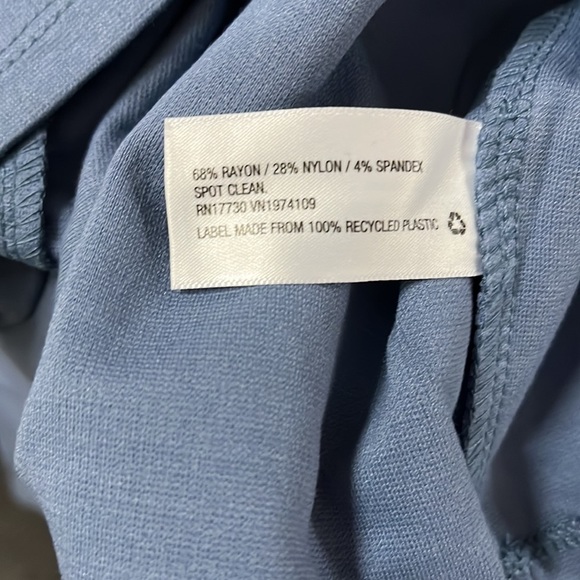 68% RAYON / 28% NYLON / 4% SPANDEX
SPOT CLEAN.
RN17730 VN1974109
LABEL MADE FROM 100% RECYCLED PLASTIC